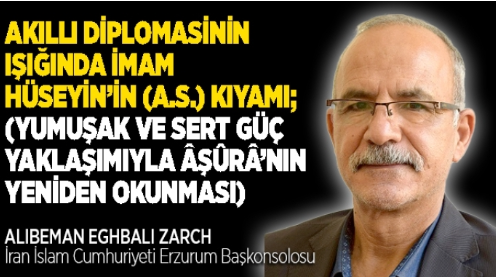 AKILLI DİPLOMASİNİN
IŞIĞINDA İMAM
HÜSEYİN'İN (A.S.) KIYAMI;
(YUMUŞAK VE SERT GÜÇ
YAKLAŞIMIYLA ÂŞÛRÂ'NIN
YENİDEN OKUNMASI)
ALIBEMAN EGHBALI ZARCH
İran İslam Cumhuriyeti Erzurum Başkonsolosu